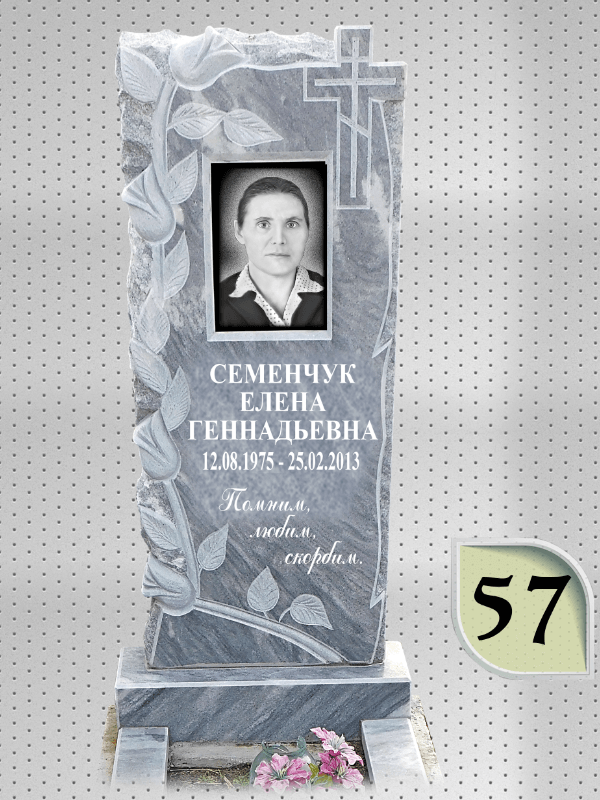 СЕМЕНЧУК
ЕЛЕНА
ГЕННАДЬЕВНА
12.08.1975 - 25.02.2013
Помним,
любим,
скорбим.
57